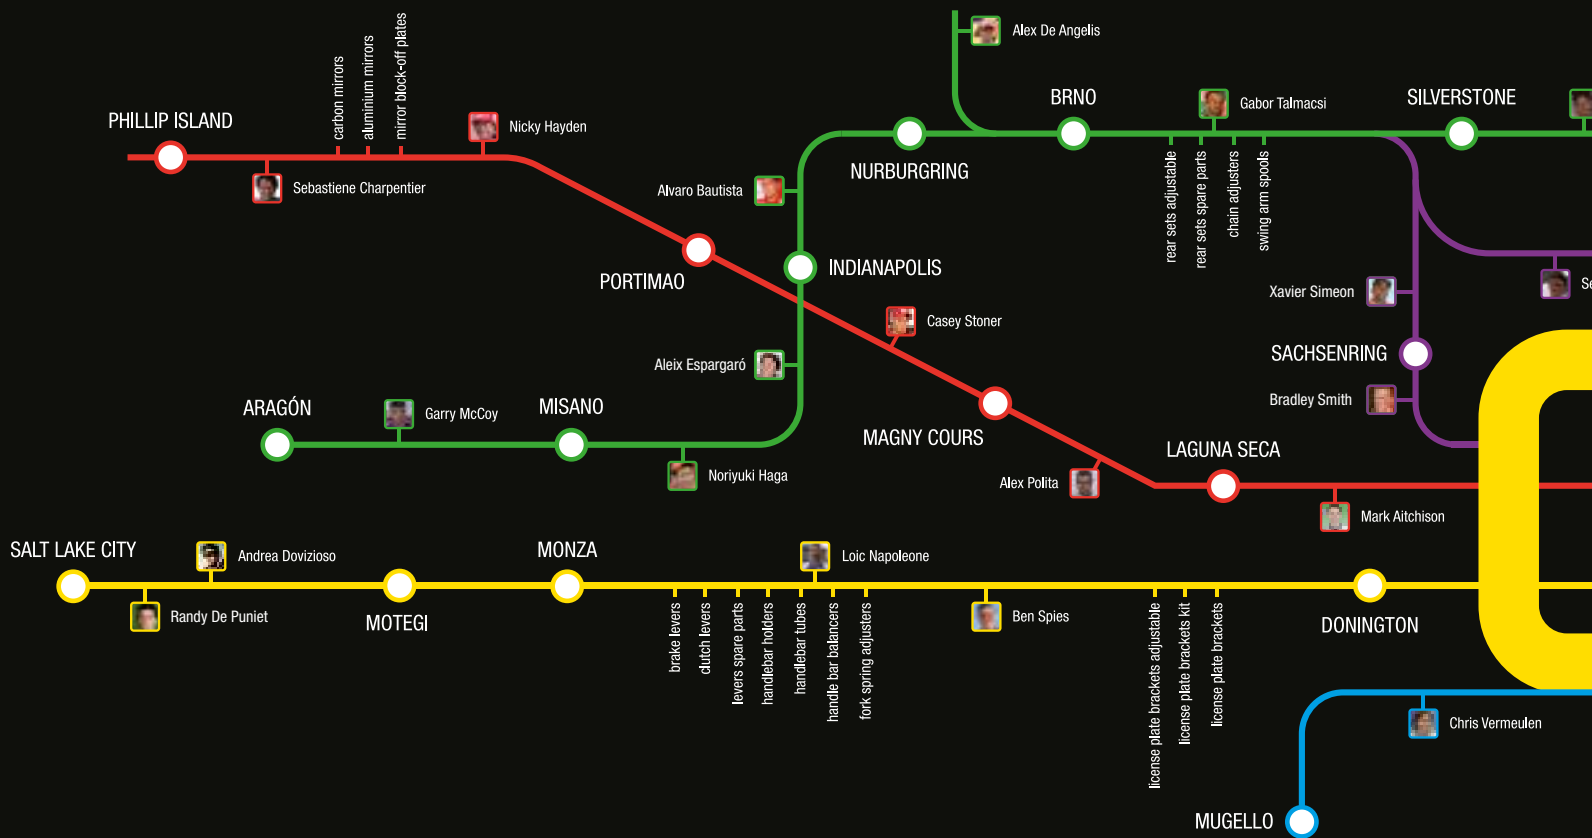 Alex De Angelis
carbon mirrors
aluminium mirrors
mirror block-off plates
PHILLIP ISLAND
Nicky Hayden
Sebastiene Charpentier
BRNO
Gabor Talmacsi
SILVERSTONE
NURBURGRING
Alvaro Bautista
rear sets adjustable
rear sets spare parts
chain adjusters
swing arm spools
PORTIMAO
INDIANAPOLIS
Xavier Simeon
Se
Casey Stoner
SACHSENRING
Aleix Espargaró
Bradley Smith
ARAGÓN
Garry McCoy
MISANO
MAGNY COURS
LAGUNA SECA
Noriyuki Haga
Alex Polita
Mark Aitchison
SALT LAKE CITY
Andrea Dovizioso
MONZA
Loic Napoleone
Randy De Puniet
MOTEGI
brake levers
clutch levers
levers spare parts
handlebar holders
handlebar tubes
handle bar balancers
fork spring adjusters
Ben Spies
license plate brackets adjustable
license plate brackets kit
license plate brackets
DONINGTON
Chris Vermeulen
MUGELLO